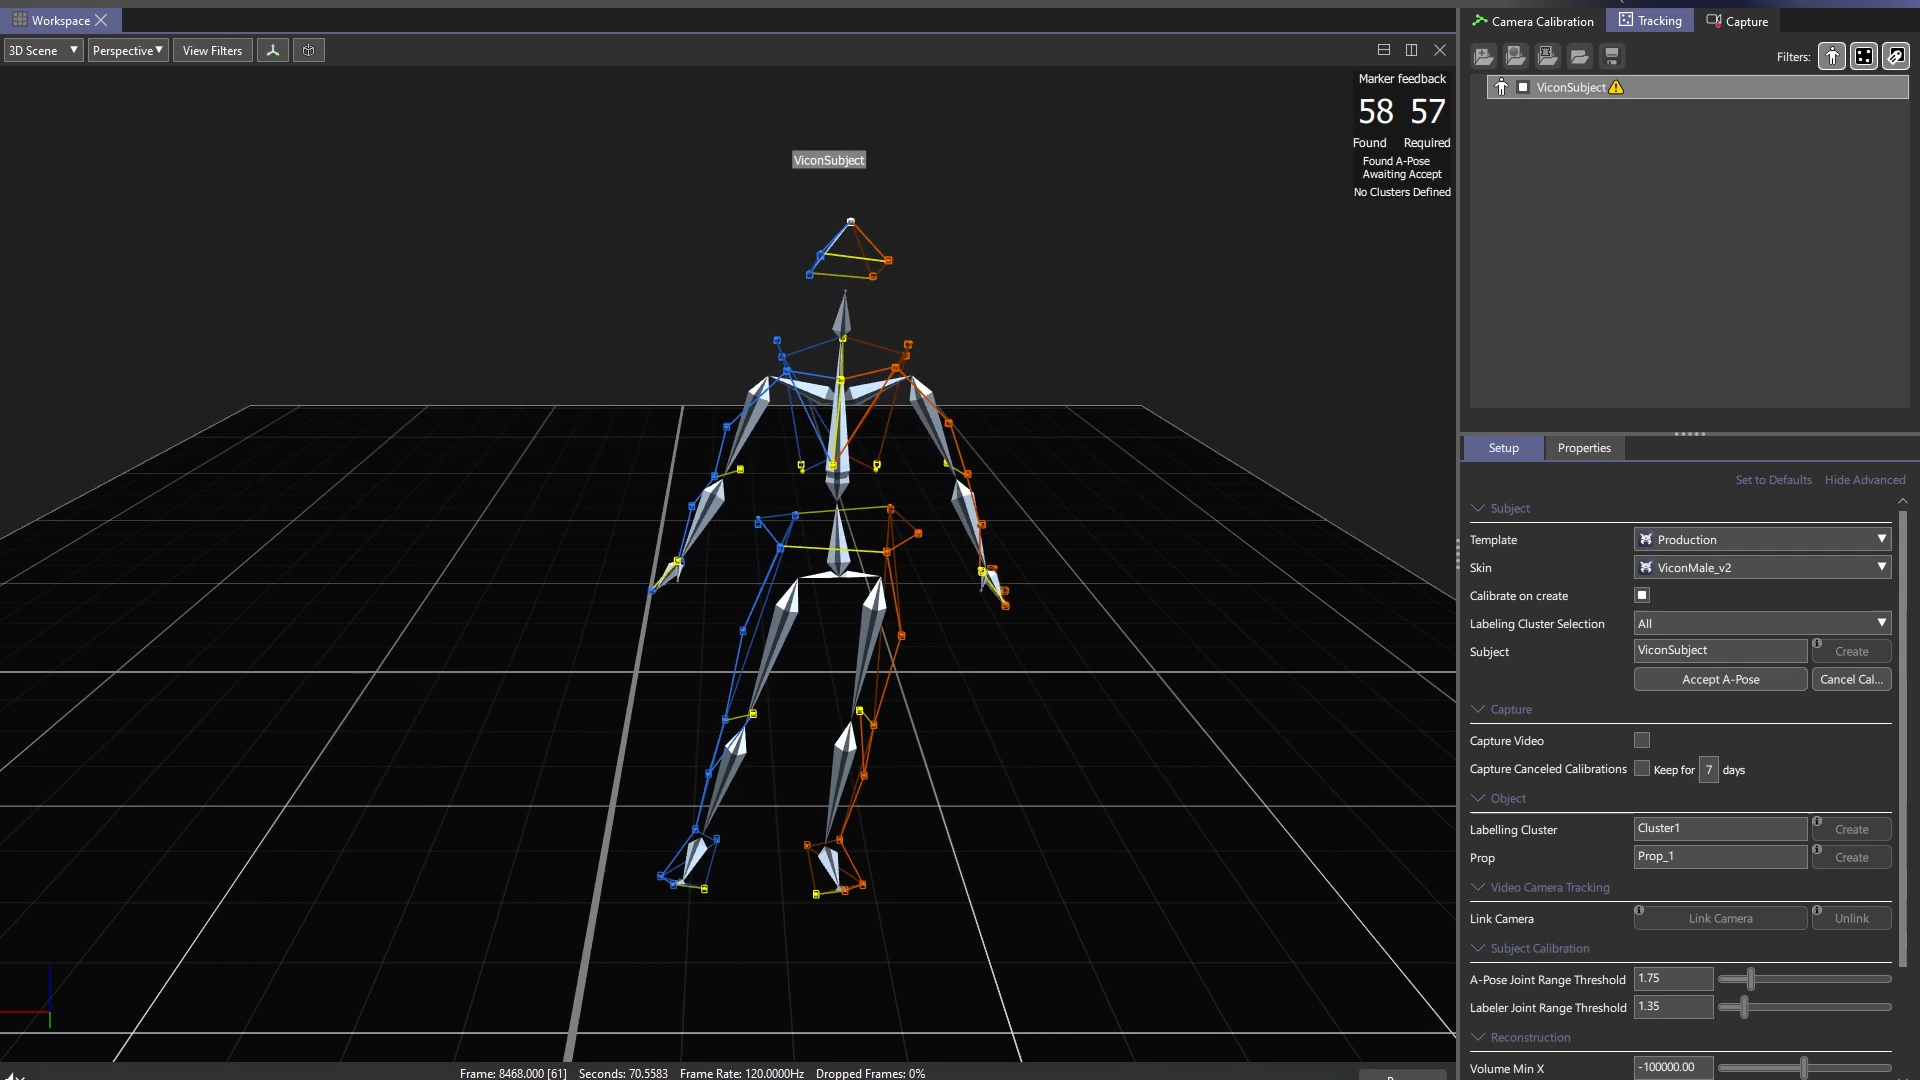 Workspace
3D Scene
Perspective
View Filters
Marker feedback
58 57
Found Required
Found A-Pose
Awaiting Accept
No Clusters Defined
ViconSubject
Frame: 8468.000 [61] Seconds: 70.5583 Frame Rate: 120.0000Hz Dropped Frames: 0%
Camera Calibration Tracking Capture
Filters:
ViconSubject
Setup Properties
Set to Defaults Hide Advanced
Subject
Template Production
Skin ViconMale_v2
Calibrate on create
Labeling Cluster Selection All
Subject ViconSubject Create
Accept A-Pose Cancel Cal...
Capture
Capture Video
Capture Canceled Calibrations Keep for 7 days
Object
Labelling Cluster Cluster1 Create
Prop Prop_1 Create
Video Camera Tracking
Link Camera Link Camera Unlink
Subject Calibration
A-Pose Joint Range Threshold 1.75
Labeler Joint Range Threshold 1.35
Reconstruction
Volume Min X -100000.00